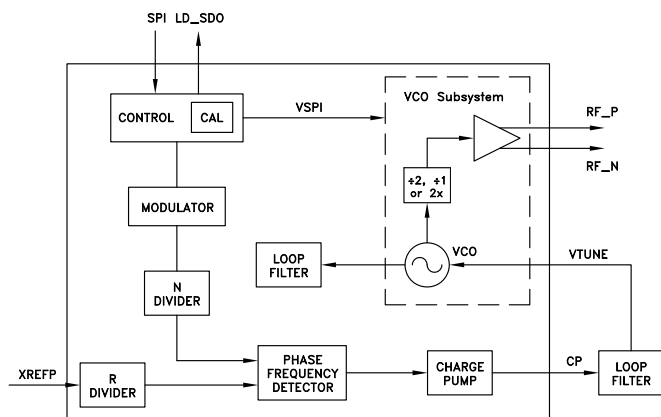 SPI LD_SDO
CONTROL
CAL
VSPI
VCO Subsystem
RF_P
RF_N
÷2, ÷1
or 2x
MODULATOR
LOOP
FILTER
VCO
VTUNE
N
DIVIDER
XREFP
R
DIVIDER
PHASE
FREQUENCY
DETECTOR
CHARGE
PUMP
CP
LOOP
FILTER